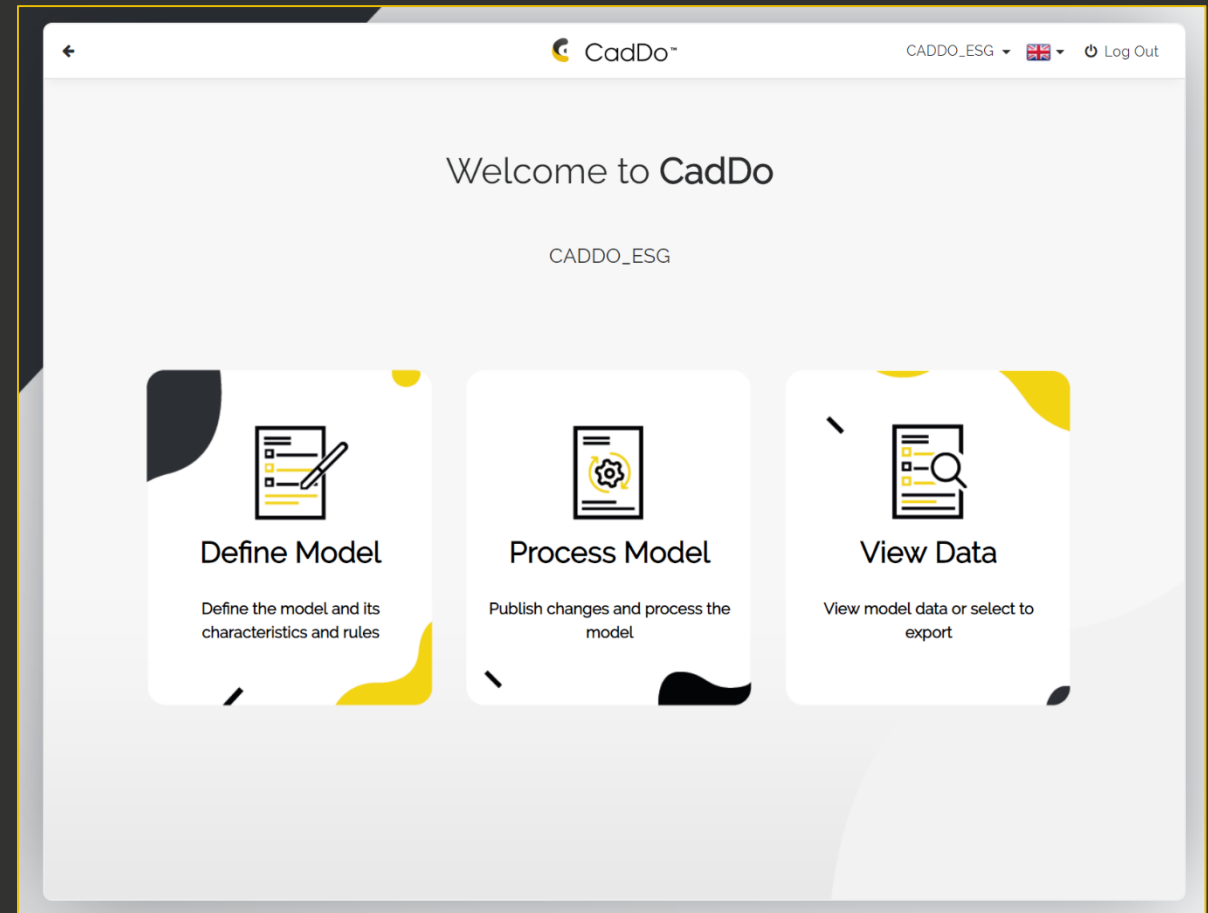 CadDo™
CADDO_ESG
Log Out
Welcome to CadDo
CADDO_ESG
Define Model
Define the model and its
characteristics and rules
Process Model
Publish changes and process the
model
View Data
View model data or select to
export